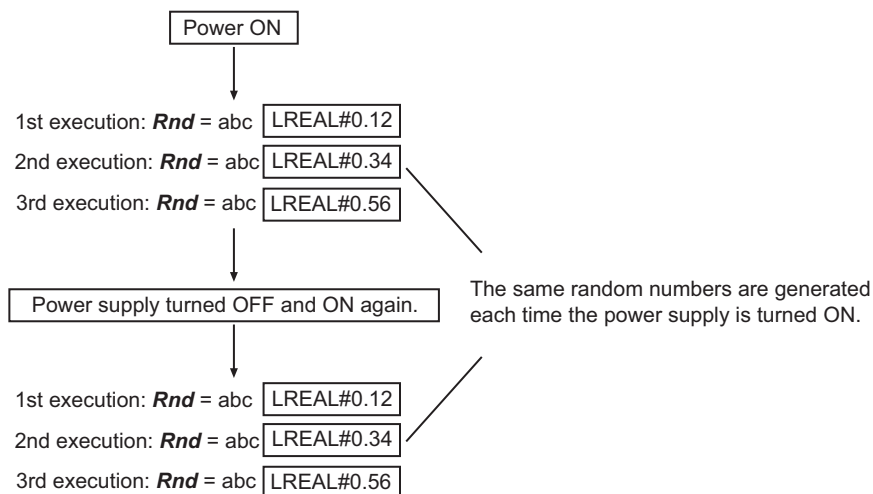 Power ON
1st execution: Rnd = abc LREAL#0.12
2nd execution: Rnd = abc LREAL#0.34
3rd execution: Rnd = abc LREAL#0.56
Power supply turned OFF and ON again.
The same random numbers are generated
each time the power supply is turned ON.
1st execution: Rnd = abc LREAL#0.12
2nd execution: Rnd = abc LREAL#0.34
3rd execution: Rnd = abc LREAL#0.56